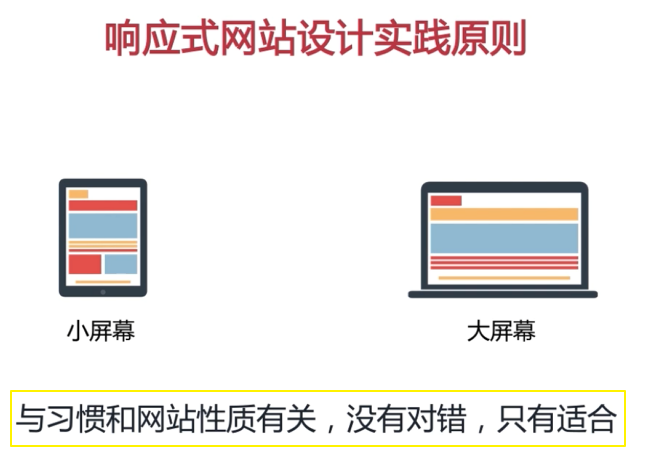 响应式网站设计实践原则
小屏幕
大屏幕
与习惯和网站性质有关，没有对错，只有适合